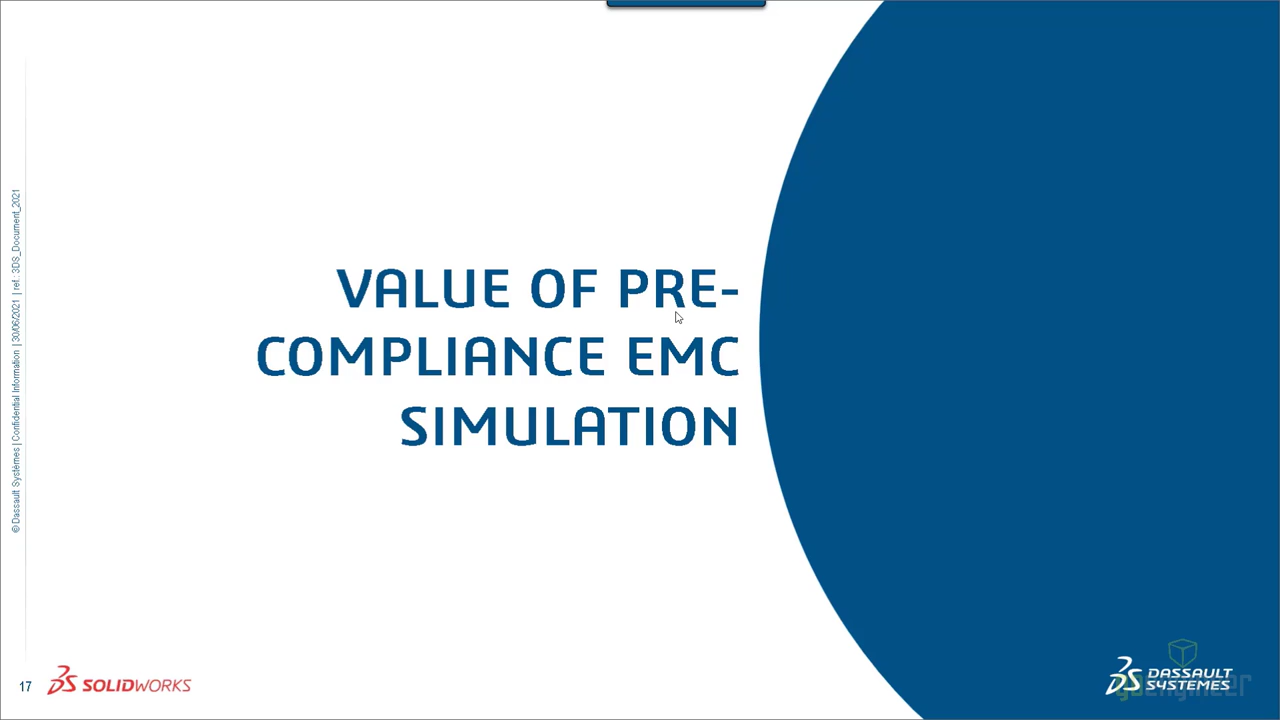 © Dassault Systèmes | Confidential Information | 30/06/2021 | ref.: 3DS_Document_2021
VALUE OF PRE-
COMPLIANCE EMC
SIMULATION
17
SOLIDWORKS
DASSAULT
SYSTEMES
goengineer